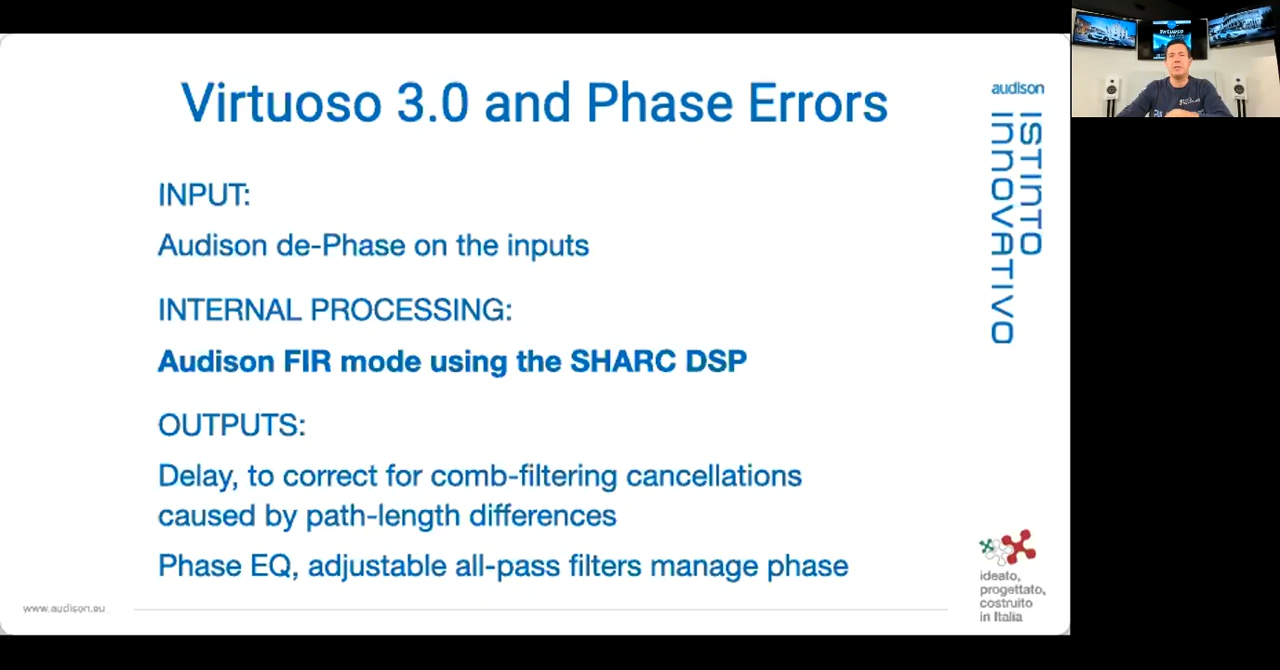 Virtuoso 3.0 and Phase Errors
INPUT:
Audison de-Phase on the inputs
INTERNAL PROCESSING:
Audison FIR mode using the SHARC DSP
OUTPUTS:
Delay, to correct for comb-filtering cancellations
caused by path-length differences
Phase EQ, adjustable all-pass filters manage phase
www.audison.eu
audison
ISTINTO
INNOVATIVO
ideato,
progettato,
costruito
in Italia
virtuoso